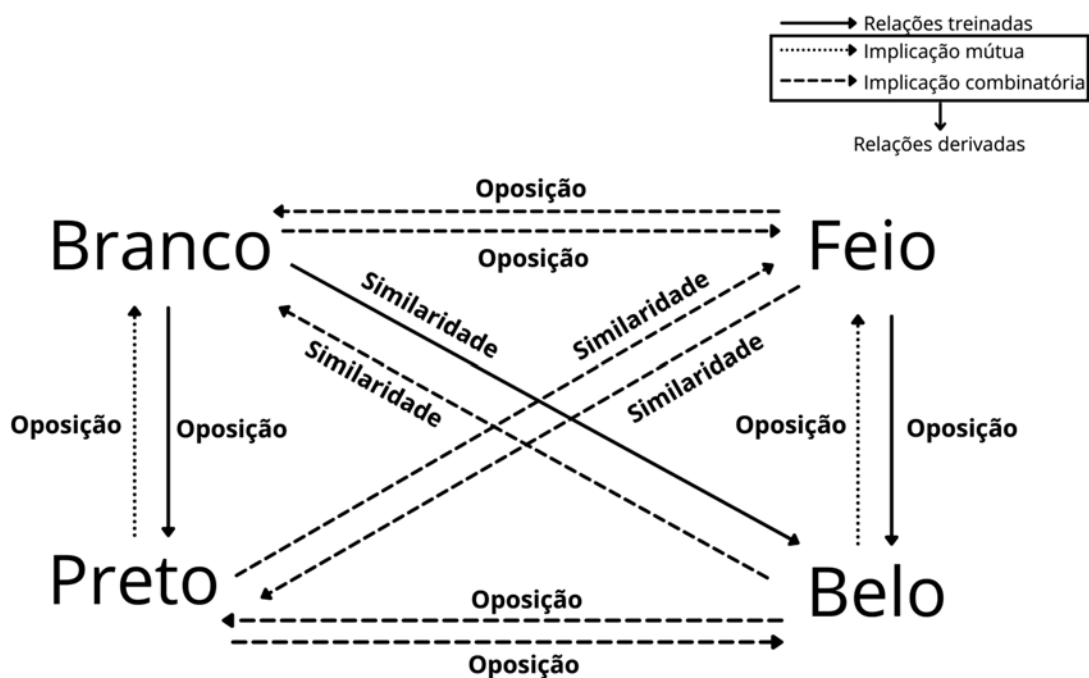 Relações treinadas
Implicação mútua
Implicação combinatória
Relações derivadas
Oposição
Branco
Feio
Oposição
Similaridade
Similaridade
Similaridade
Similaridade
Oposição
Oposição
Oposição
Oposição
Preto
Belo
Oposição
Oposição